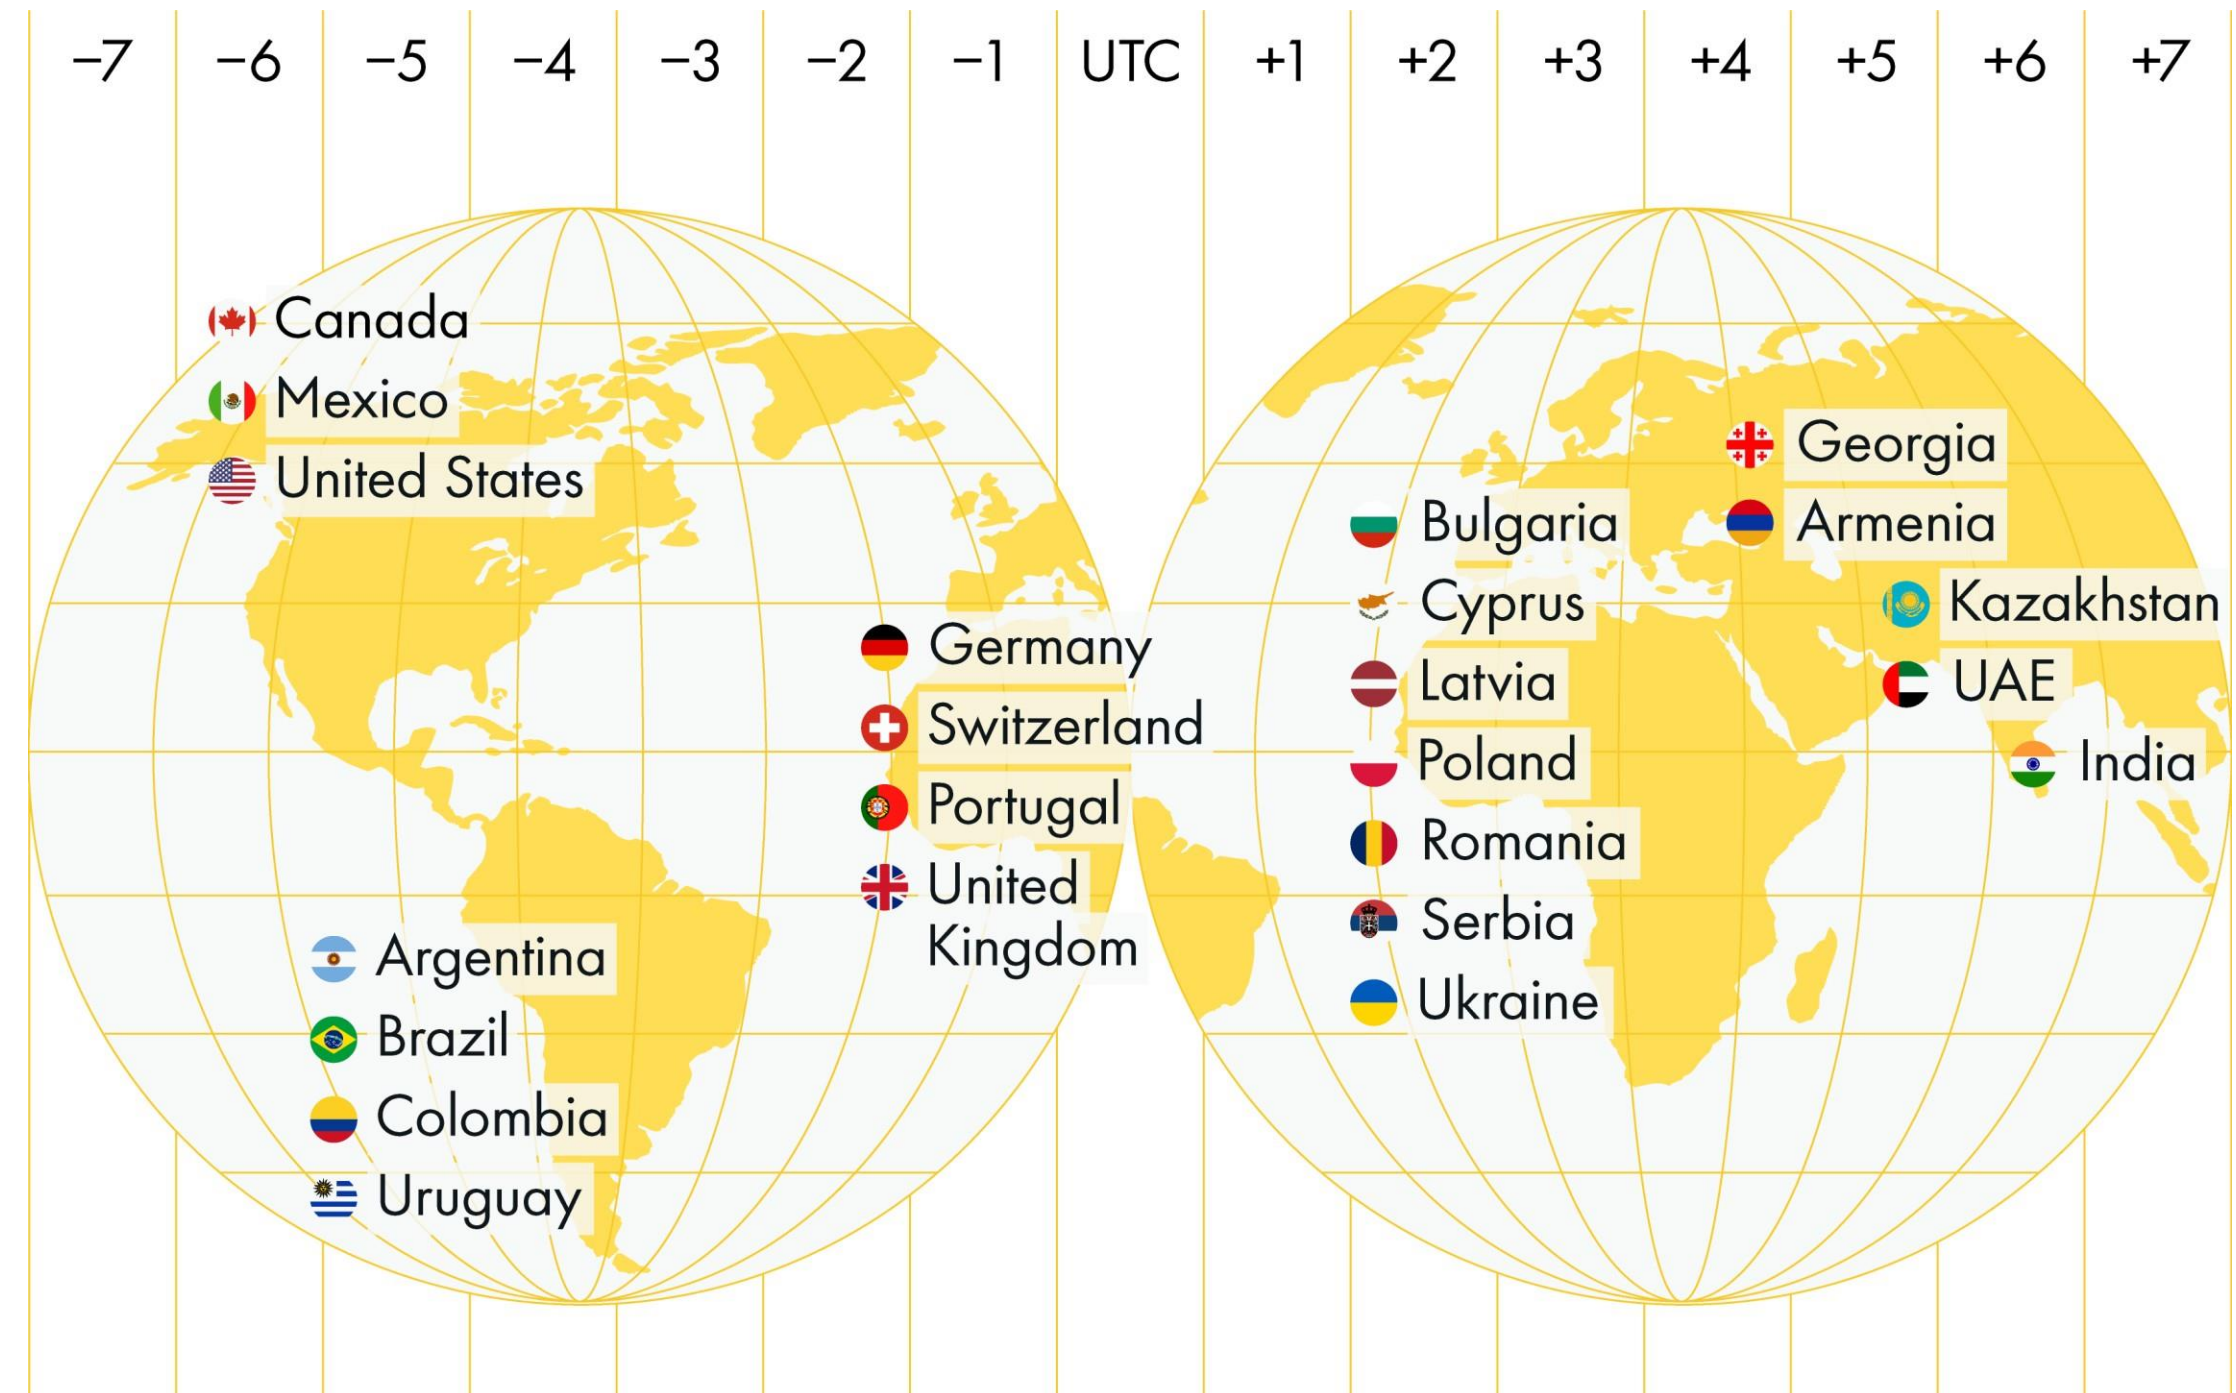 −7 −6 −5 −4 −3 −2 −1 UTC +1 +2 +3 +4 +5 +6 +7
Canada
Mexico
United States
Argentina
Brazil
Colombia
Uruguay
Germany
Switzerland
Portugal
United
Kingdom
Bulgaria
Cyprus
Latvia
Poland
Romania
Serbia
Ukraine
Georgia
Armenia
Kazakhstan
UAE
India